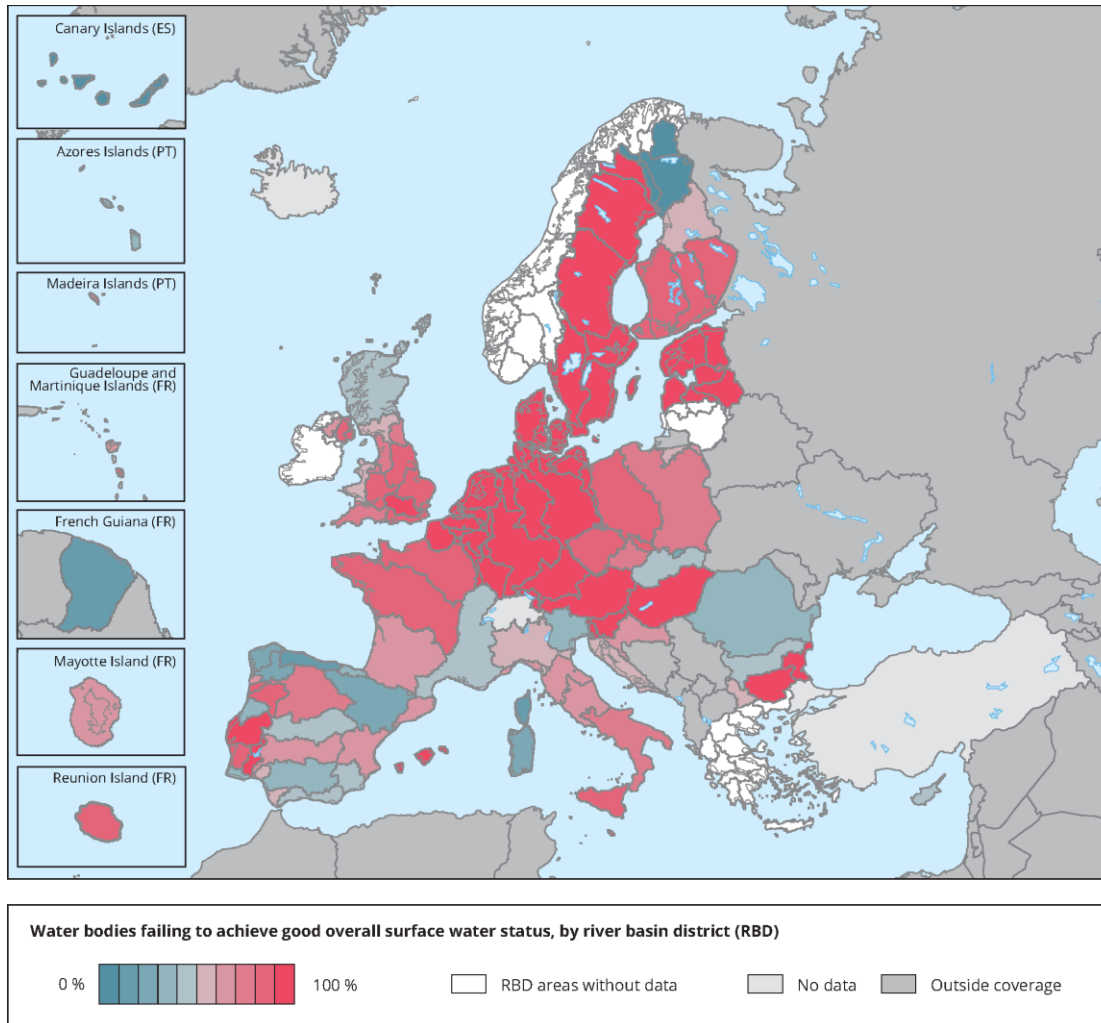 Canary Islands (ES)
Azores Islands (PT)
Madeira Islands (PT)
Guadeloupe and
Martinique Islands (FR)
French Guiana (FR)
Mayotte Island (FR)
Reunion Island (FR)
Water bodies failing to achieve good overall surface water status, by river basin district (RBD)
0 % 100 % RBD areas without data No data Outside coverage